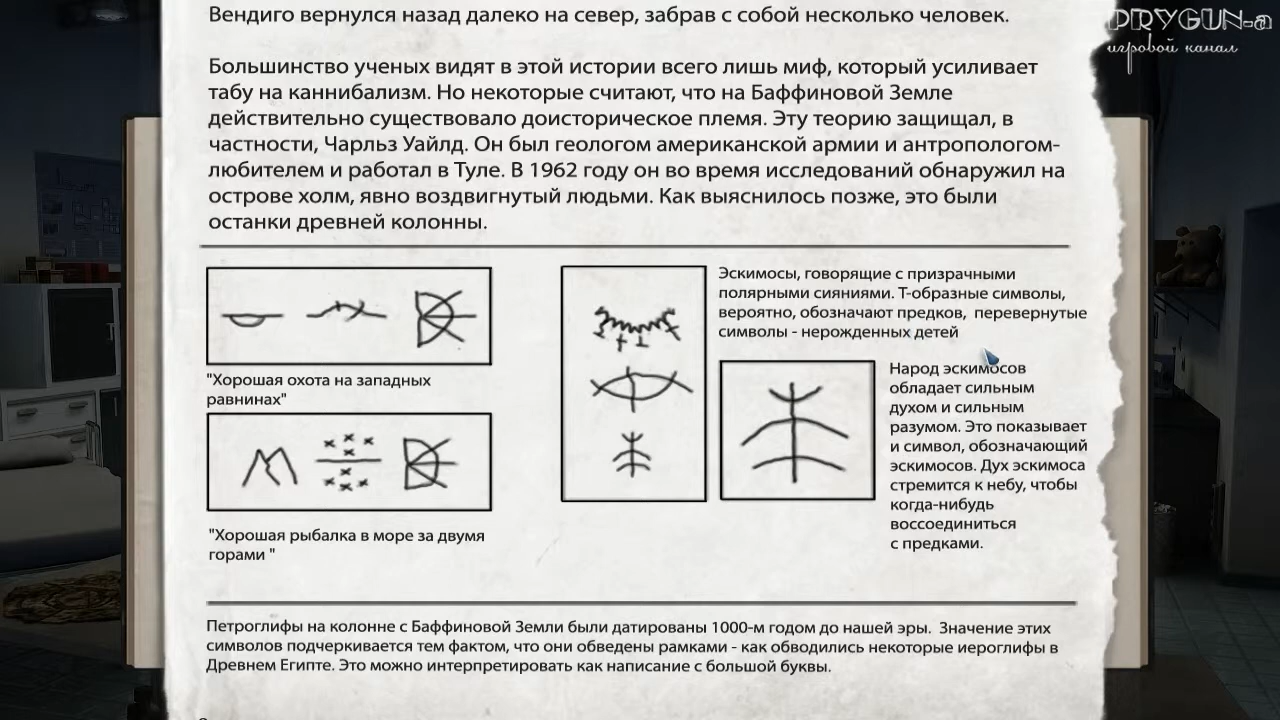 Вендиго вернулся назад далеко на север, забрав с собой несколько человек.
PRYGUN-a
игровой канал
Большинство ученых видят в этой истории всего лишь миф, который усиливает
табу на каннибализм. Но некоторые считают, что на Баффиновой Земле
действительно существовало доисторическое племя. Эту теорию защищал, в
частности, Чарльз Уайлд. Он был геологом американской армии и антропологом-
любителем и работал в Туле. В 1962 году он во время исследований обнаружил на
острове холм, явно воздвигнутый людьми. Как выяснилось позже, это были
останки древней колонны.
Эскимосы, говорящие с призрачными
полярными сияниями. Т-образные символы,
вероятно, обозначают предков, перевернутые
символы - нерожденных детей
"Хорошая охота на западных
равнинах"
Народ эскимосов
обладает сильным
духом и сильным
разумом. Это показывает
и символ, обозначающий
эскимосов. Дух эскимоса
стремится к небу, чтобы
когда-нибудь
воссоединиться
с предками.
"Хорошая рыбалка в море за двумя
горами "
Петроглифы на колонне с Баффиновой Земли были датированы 1000-м годом до нашей эры. Значение этих
символов подчеркивается тем фактом, что они обведены рамками - как обводились некоторые иероглифы в
Древнем Египте. Это можно интерпретировать как написание с большой буквы.